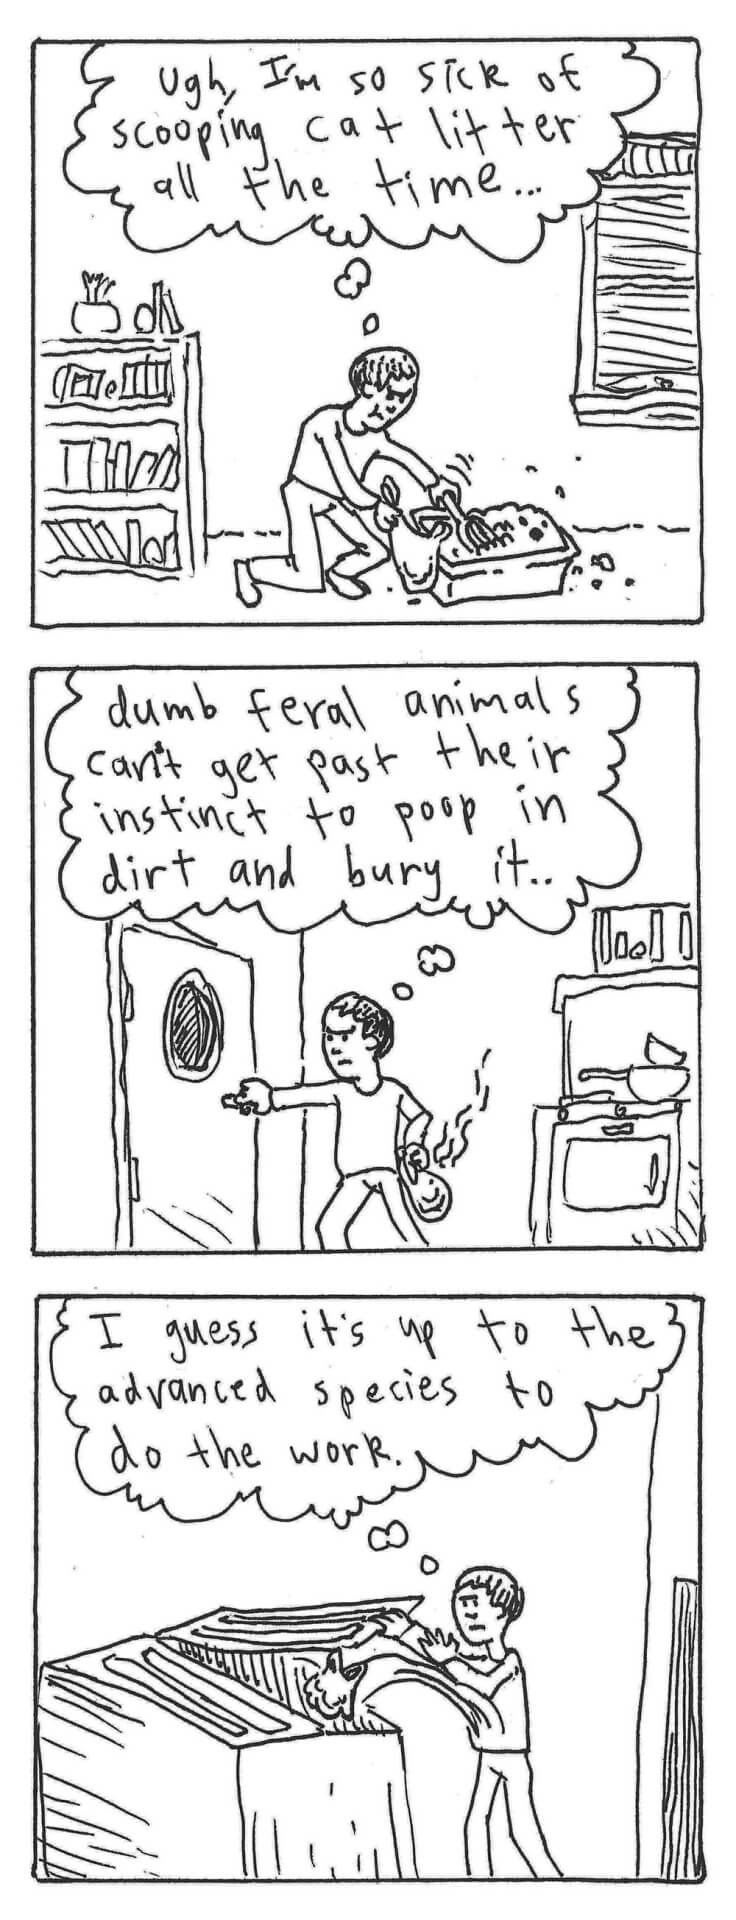 Ugh, I'm so sick of
scooping cat litter
all the time...
dumb feral animals
can't get past their
instinct to poop in
dirt and bury it..
I guess it's up to the
advanced species to
do the work.